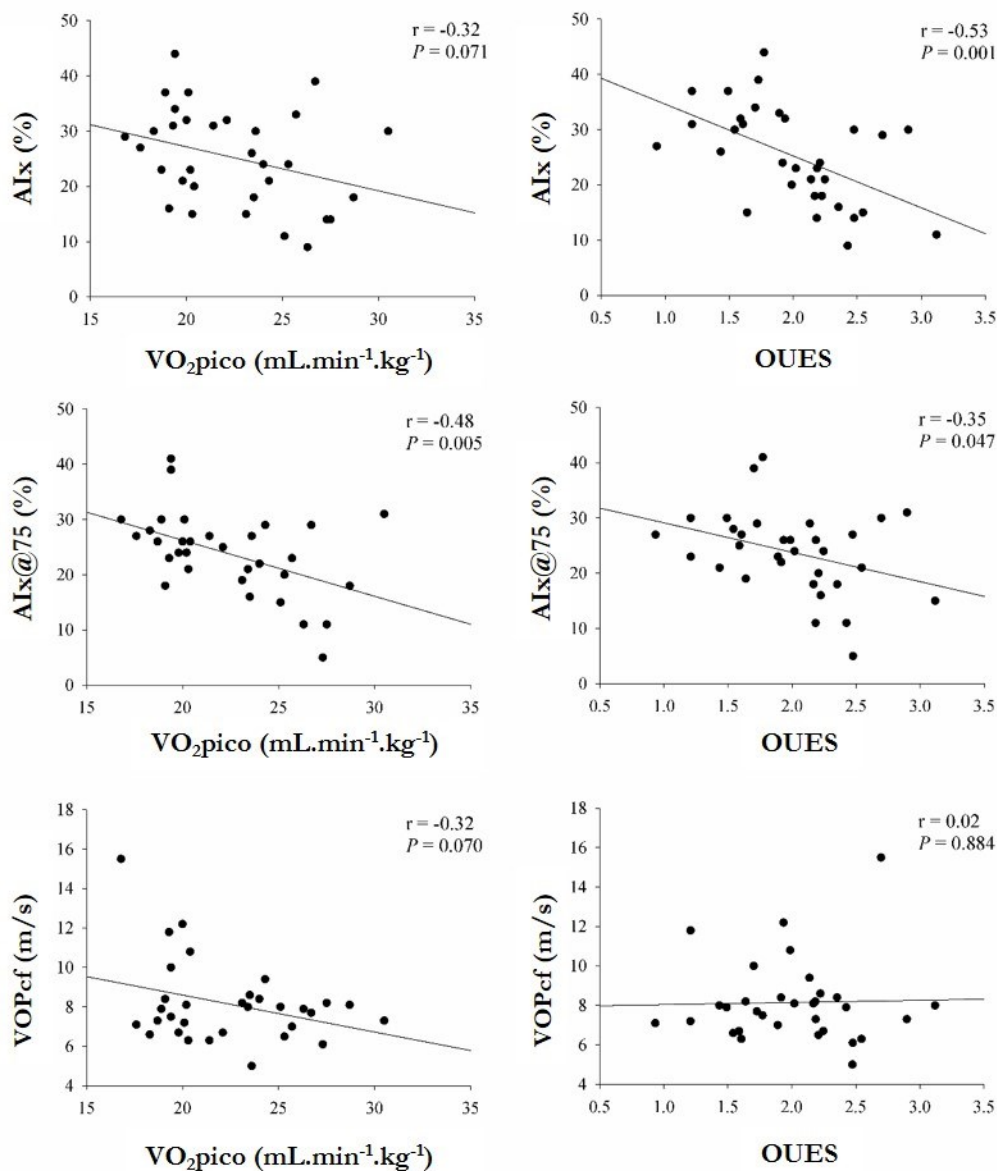 r = -0.32
P = 0.071
50
40
30
20
10
0
AIx (%)
15 20 25 30 35
VO₂pico (mL.min⁻¹.kg⁻¹)
r = -0.53
P = 0.001
50
40
30
20
10
0
AIx (%)
0.5 1.0 1.5 2.0 2.5 3.0 3.5
OUES
r = -0.48
P = 0.005
50
40
30
20
10
0
AIx@75 (%)
15 20 25 30 35
VO₂pico (mL.min⁻¹.kg⁻¹)
r = -0.35
P = 0.047
50
40
30
20
10
0
AIx@75 (%)
0.5 1.0 1.5 2.0 2.5 3.0 3.5
OUES
r = -0.32
P = 0.070
18
16
14
12
10
8
6
4
VOPcf (m/s)
15 20 25 30 35
VO₂pico (mL.min⁻¹.kg⁻¹)
r = 0.02
P = 0.884
18
16
14
12
10
8
6
4
VOPcf (m/s)
0.5 1.0 1.5 2.0 2.5 3.0 3.5
OUES